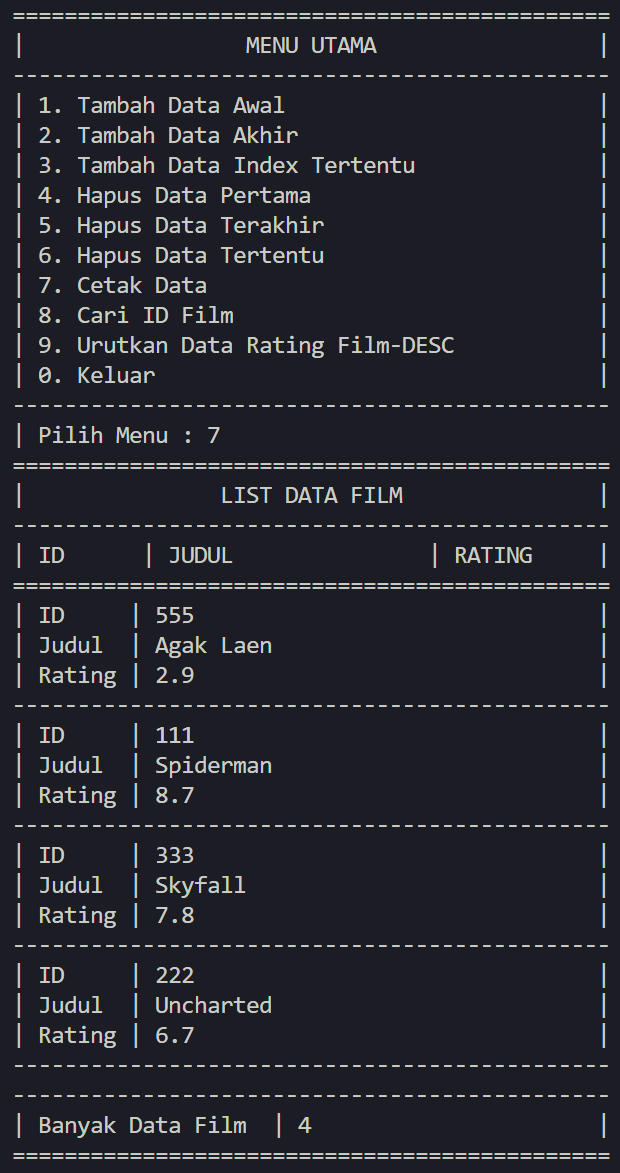 ==============================================
|                 MENU UTAMA                 |
----------------------------------------------
| 1. Tambah Data Awal                        |
| 2. Tambah Data Akhir                       |
| 3. Tambah Data Index Tertentu              |
| 4. Hapus Data Pertama                      |
| 5. Hapus Data Terakhir                     |
| 6. Hapus Data Tertentu                     |
| 7. Cetak Data                              |
| 8. Cari ID Film                            |
| 9. Urutkan Data Rating Film-DESC           |
| 0. Keluar                                  |
----------------------------------------------
| Pilih Menu : 7
==============================================
|               LIST DATA FILM               |
----------------------------------------------
| ID      | JUDUL               | RATING     |
==============================================
| ID     | 555                               |
| Judul  | Agak Laen                         |
| Rating | 2.9                               |
----------------------------------------------
| ID     | 111                               |
| Judul  | Spiderman                         |
| Rating | 8.7                               |
----------------------------------------------
| ID     | 333                               |
| Judul  | Skyfall                           |
| Rating | 7.8                               |
----------------------------------------------
| ID     | 222                               |
| Judul  | Uncharted                         |
| Rating | 6.7                               |
----------------------------------------------
----------------------------------------------
| Banyak Data Film  | 4                      |
==============================================